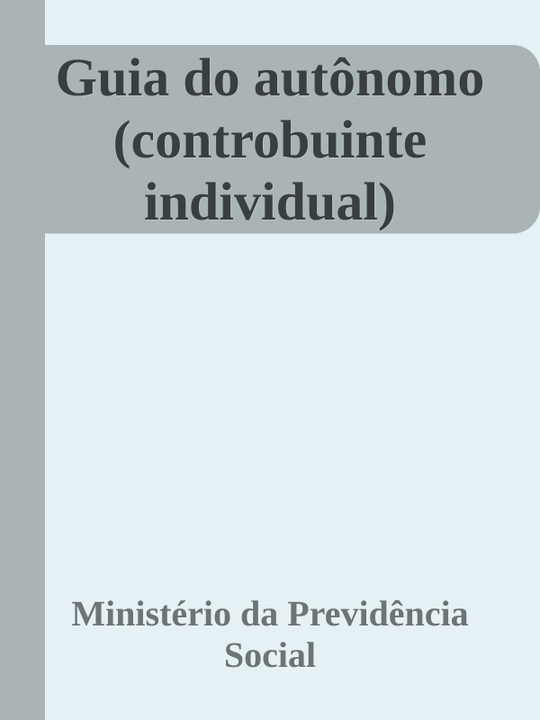 Guia do autônomo
(controbuinte
individual)
Ministério da Previdência
Social